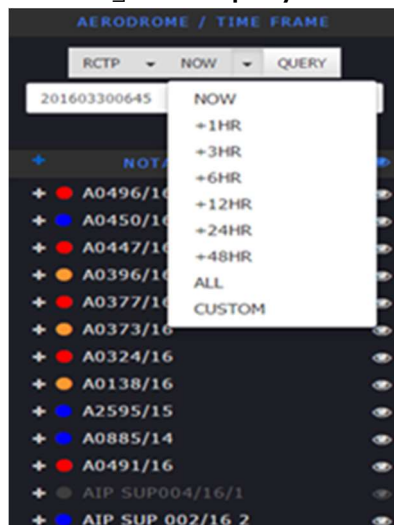 AERODROME / TIME FRAME
RCTP NOW QUERY
201603300645
NOW
+1HR
+3HR
+6HR
+12HR
+24HR
+48HR
ALL
CUSTOM
A0496/16
A0450/16
A0447/16
A0396/16
A0377/16
A0373/16
A0324/16
A0138/16
A2595/15
A0885/14
A0491/16
AIP SUP004/16/1
AIP SUP 002/16 2